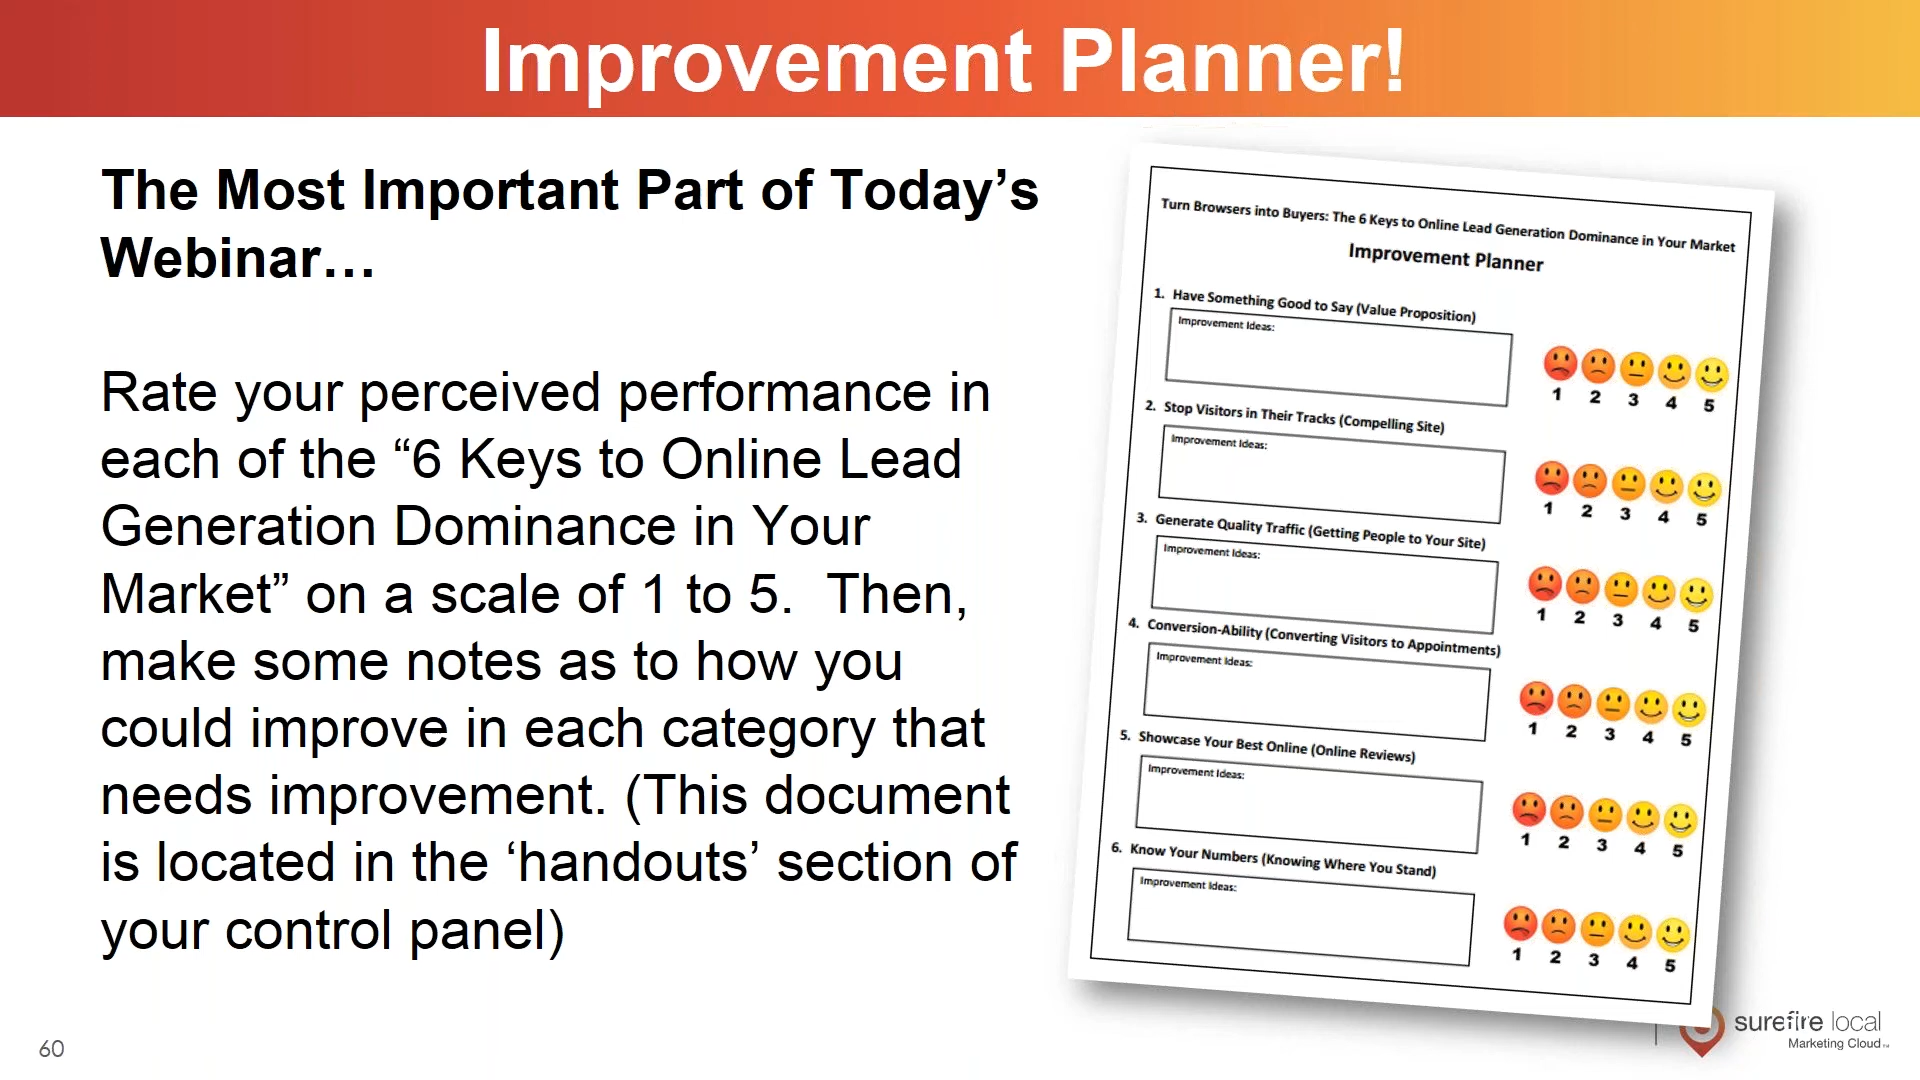 Improvement Planner!
The Most Important Part of Today’s
Webinar…
Rate your perceived performance in
each of the “6 Keys to Online Lead
Generation Dominance in Your
Market” on a scale of 1 to 5.  Then,
make some notes as to how you
could improve in each category that
needs improvement. (This document
is located in the ‘handouts’ section of
your control panel)
Turn Browsers into Buyers: The 6 Keys to Online Lead Generation Dominance in Your Market
Improvement Planner
1. Have Something Good to Say (Value Proposition)
Improvement Ideas:
1 2 3 4 5
2. Stop Visitors in Their Tracks (Compelling Site)
Improvement Ideas:
1 2 3 4 5
3. Generate Quality Traffic (Getting People to Your Site)
Improvement Ideas:
1 2 3 4 5
4. Conversion-Ability (Converting Visitors to Appointments)
Improvement Ideas:
1 2 3 4 5
5. Showcase Your Best Online (Online Reviews)
Improvement Ideas:
1 2 3 4 5
6. Know Your Numbers (Knowing Where You Stand)
Improvement Ideas:
1 2 3 4 5
60
surefire local
Marketing Cloud™